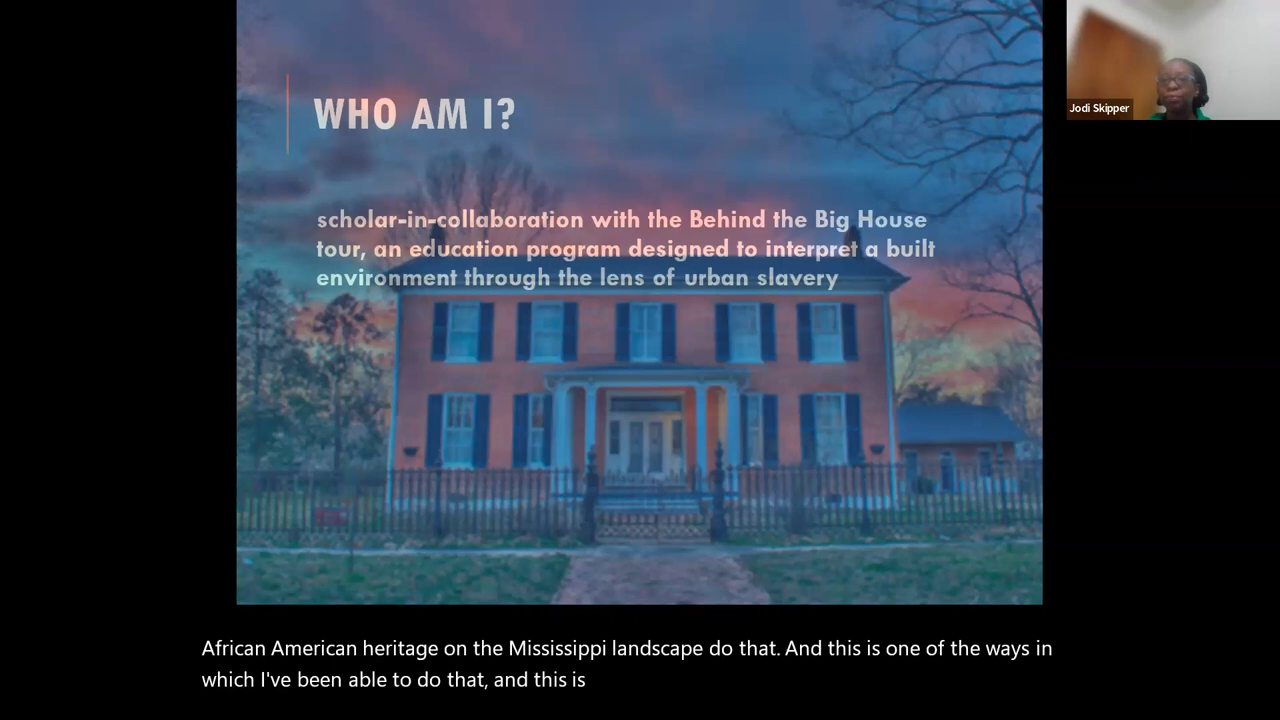 WHO AM I?
scholar-in-collaboration with the Behind the Big House
tour, an education program designed to interpret a built
environment through the lens of urban slavery
Jodi Skipper
African American heritage on the Mississippi landscape do that. And this is one of the ways in
which I've been able to do that, and this is